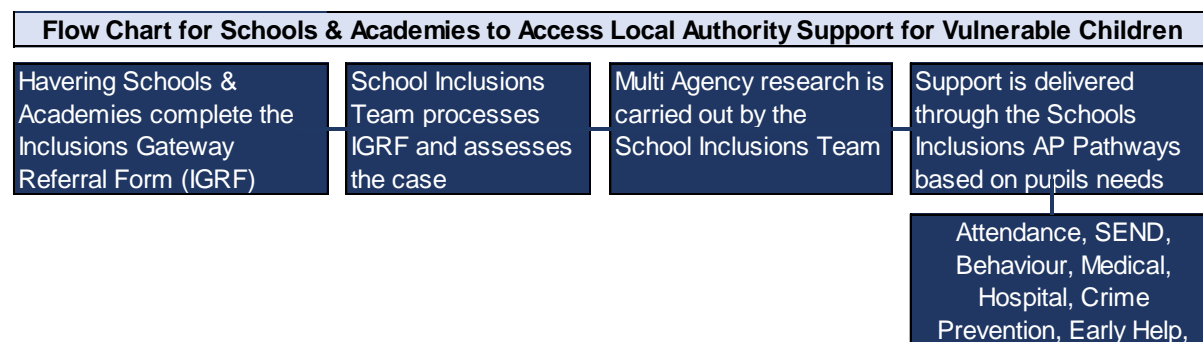 Flow Chart for Schools & Academies to Access Local Authority Support for Vulnerable Children
Havering Schools &
Academies complete the
Inclusions Gateway
Referral Form (IGRF)
School Inclusions
Team processes
IGRF and assesses
the case
Multi Agency research is
carried out by the
School Inclusions Team
Support is delivered
through the Schools
Inclusions AP Pathways
based on pupils needs
Attendance, SEND,
Behaviour, Medical,
Hospital, Crime
Prevention, Early Help,